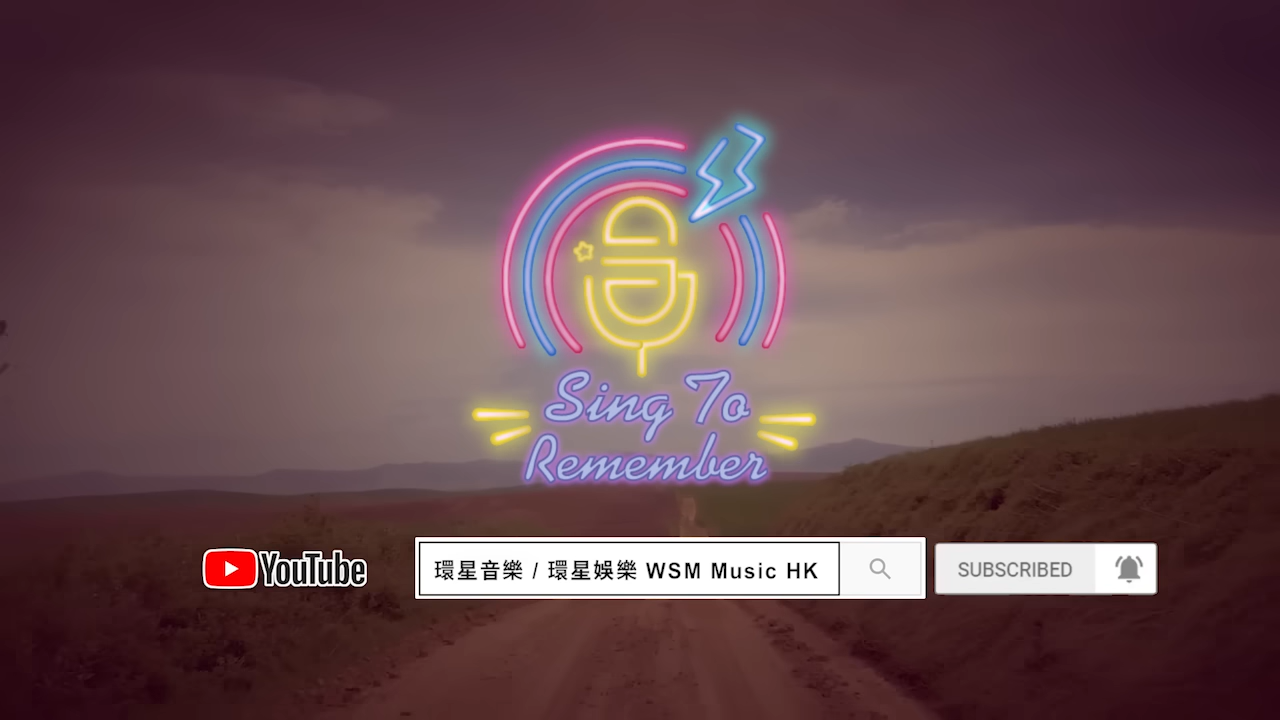 Sing To
Remember
YouTube
環星音樂 / 環星娛樂 WSM Music HK
SUBSCRIBED